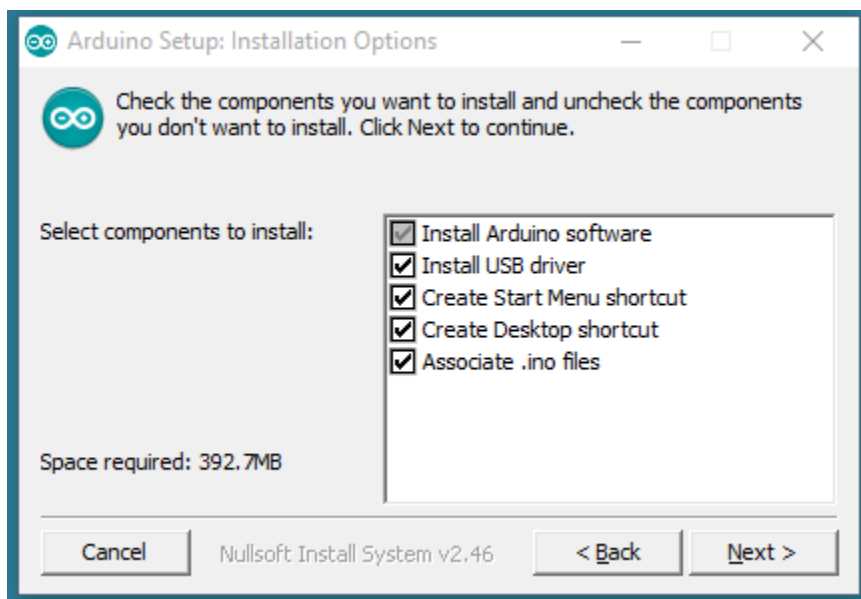 Arduino Setup: Installation Options
Check the components you want to install and uncheck the components
you don't want to install. Click Next to continue.
Select components to install:
Install Arduino software
Install USB driver
Create Start Menu shortcut
Create Desktop shortcut
Associate .ino files
Space required: 392.7MB
Cancel
Nullsoft Install System v2.46
< Back
Next >